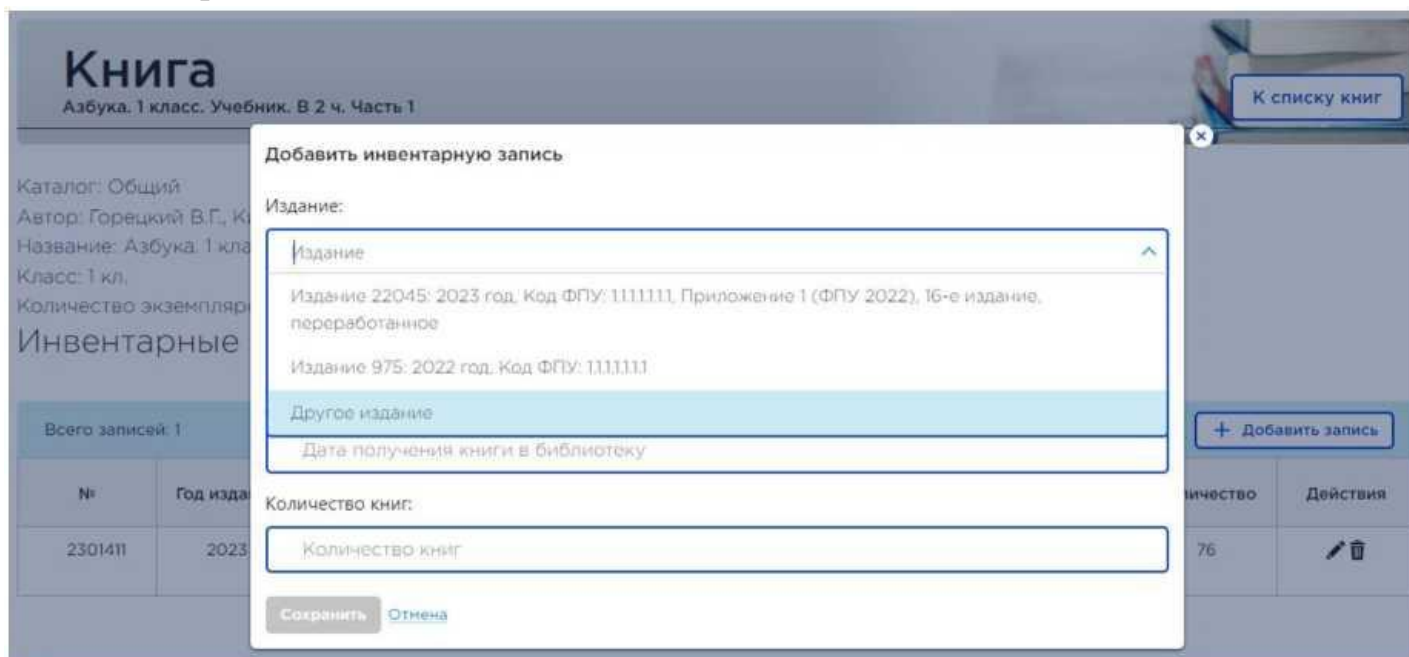 Книга
Азбука. 1 класс. Учебник. В 2 ч. Часть 1
К списку книг
Добавить инвентарную запись
Каталог: Общий
Автор: Горецкий В.Г.,
Название: Азбука. 1
Класс: 1 кл.
Количество
Инвентарные
Издание:
Издание
Издание 22045: 2023 год, Код ФПУ: 1.1.1.1.1.1.1, Приложение 1 (ФПУ 2022), 16-е издание,
переработанное
Издание 975: 2022 год, Код ФПУ: 1.1.1.1.1.1.1
Другое издание
Дата получения книги в библиотеку
Всего записей: 1
+ Добавить запись
№ Год Действия
Количество книг:
Количество книг
2301411 2023 76
Сохранить Отмена